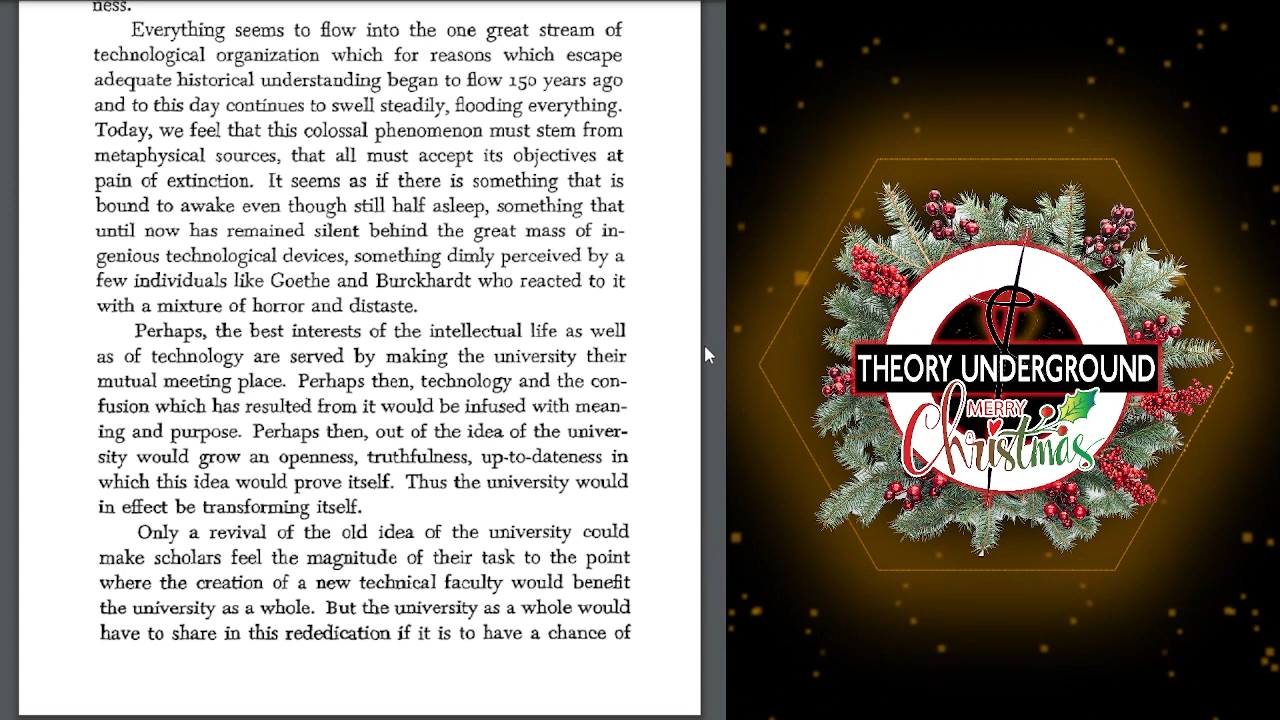 ness.
Everything seems to flow into the one great stream of
technological organization which for reasons which escape
adequate historical understanding began to flow 150 years ago
and to this day continues to swell steadily, flooding everything.
Today, we feel that this colossal phenomenon must stem from
metaphysical sources, that all must accept its objectives at
pain of extinction. It seems as if there is something that is
bound to awake even though still half asleep, something that
until now has remained silent behind the great mass of in-
genious technological devices, something dimly perceived by a
few individuals like Goethe and Burckhardt who reacted to it
with a mixture of horror and distaste.
Perhaps, the best interests of the intellectual life as well
as of technology are served by making the university their
mutual meeting place. Perhaps then, technology and the con-
fusion which has resulted from it would be infused with mean-
ing and purpose. Perhaps then, out of the idea of the univer-
sity would grow an openness, truthfulness, up-to-dateness in
which this idea would prove itself. Thus the university would
in effect be transforming itself.
Only a revival of the old idea of the university could
make scholars feel the magnitude of their task to the point
where the creation of a new technical faculty would benefit
the university as a whole. But the university as a whole would
have to share in this rededication if it is to have a chance of
THEORY UNDERGROUND
MERRY
Christmas